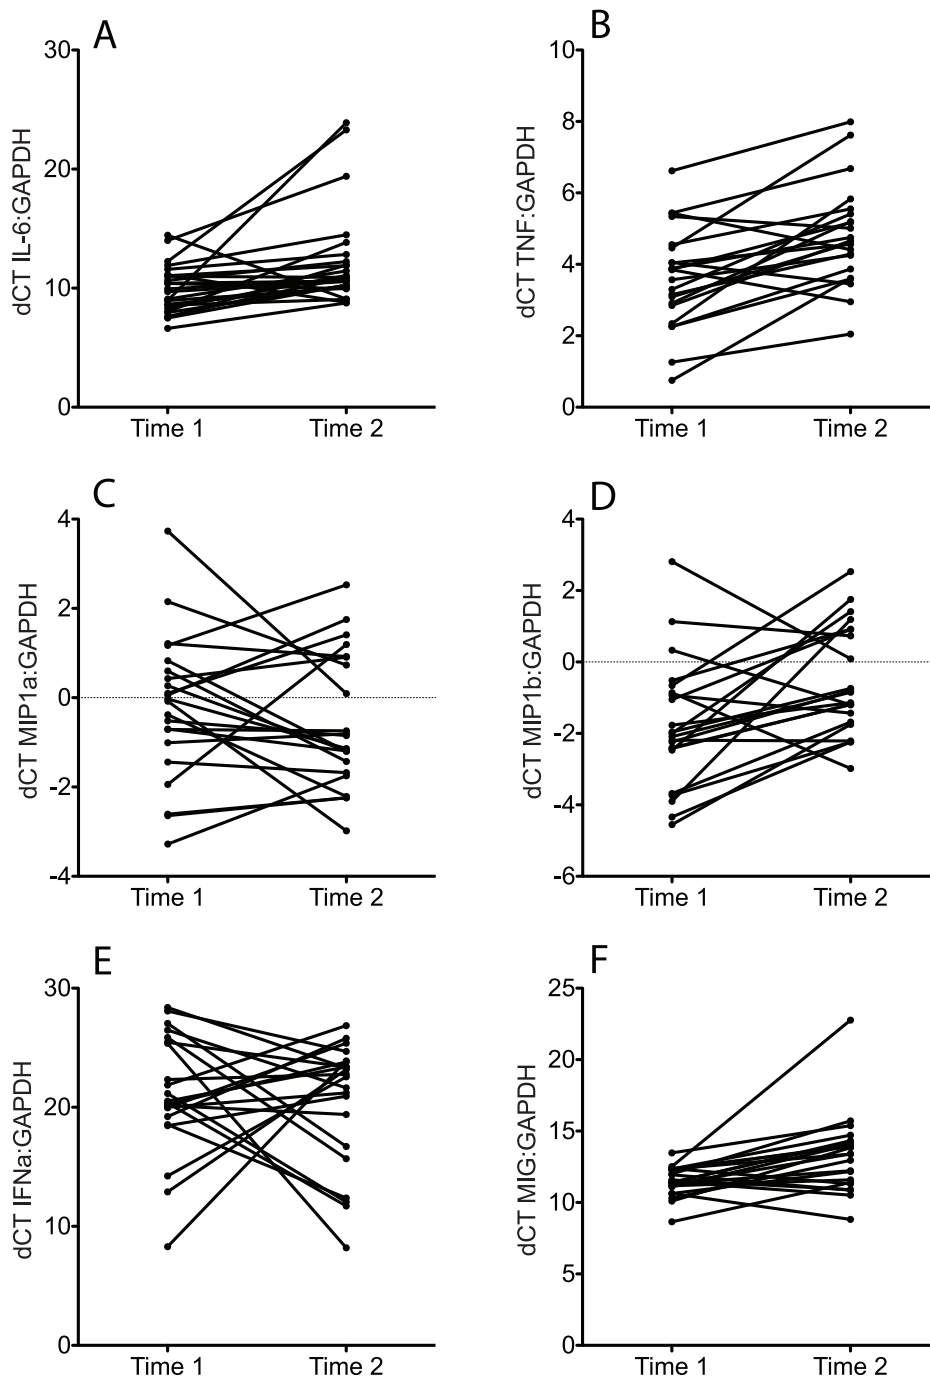 A
dCT IL-6:GAPDH
30
20
10
0
Time 1 Time 2
B
dCT TNF:GAPDH
10
8
6
4
2
0
Time 1 Time 2
C
dCT MIP1a:GAPDH
4
2
0
-2
-4
Time 1 Time 2
D
dCT MIP1b:GAPDH
4
2
0
-2
-4
-6
Time 1 Time 2
E
dCT IFNa:GAPDH
30
20
10
0
Time 1 Time 2
F
dCT MIG:GAPDH
25
20
15
10
5
0
Time 1 Time 2